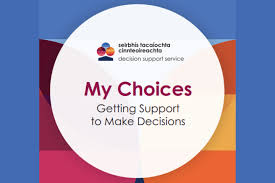 seirbhís tacaíochta
cinnteoireachta
decision support service
My Choices
Getting Support
to Make Decisions